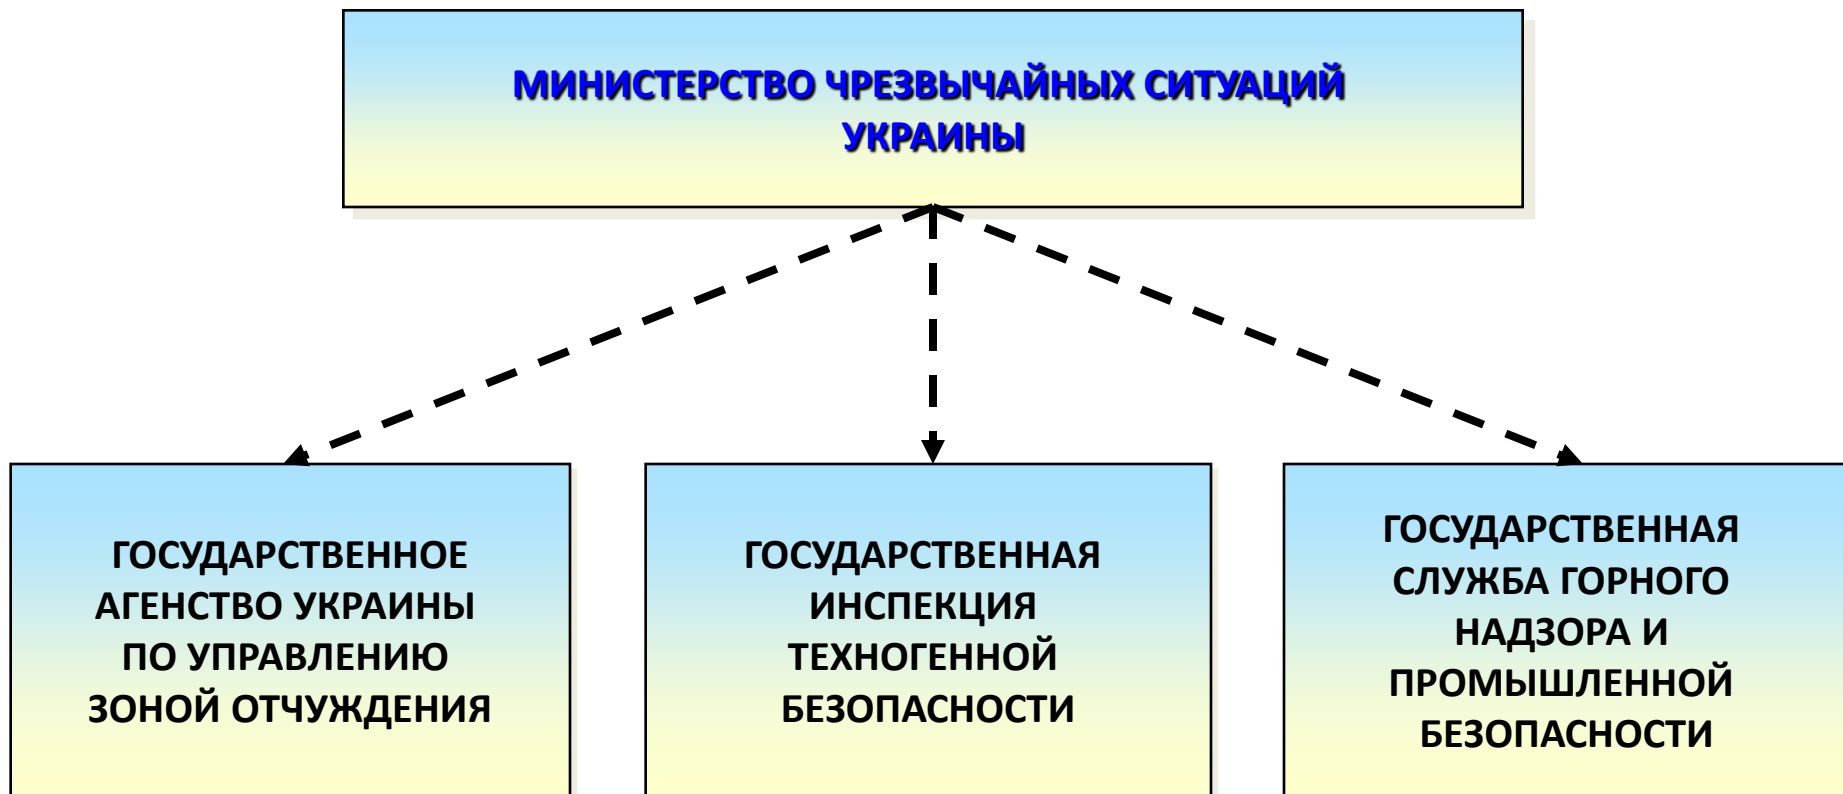 МИНИСТЕРСТВО ЧРЕЗВЫЧАЙНЫХ СИТУАЦИЙ
УКРАИНЫ
ГОСУДАРСТВЕННОЕ
АГЕНСТВО УКРАИНЫ
ПО УПРАВЛЕНИЮ
ЗОНОЙ ОТЧУЖДЕНИЯ
ГОСУДАРСТВЕННАЯ
ИНСПЕКЦИЯ
ТЕХНОГЕННОЙ
БЕЗОПАСНОСТИ
ГОСУДАРСТВЕННАЯ
СЛУЖБА ГОРНОГО
НАДЗОРА И
ПРОМЫШЛЕННОЙ
БЕЗОПАСНОСТИ